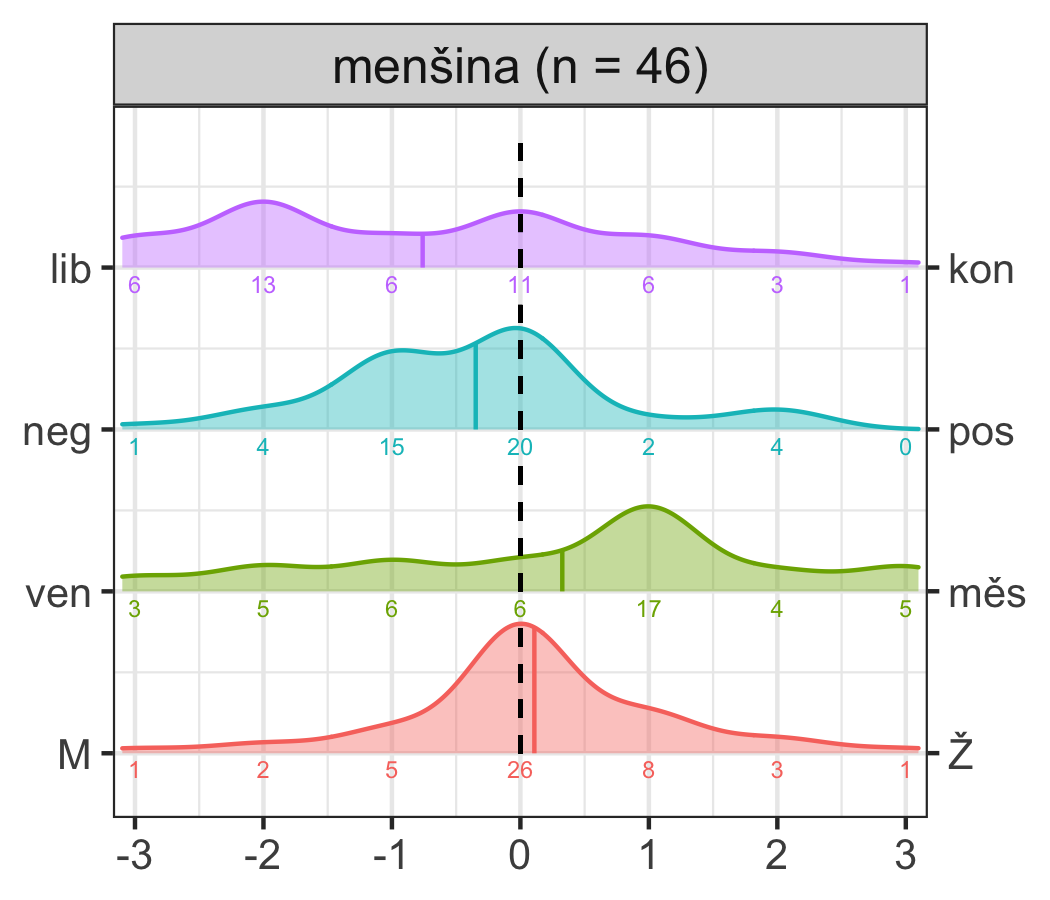 menšina (n = 46)
lib kon
6 13 6 11 6 3 1
neg pos
1 4 15 20 2 4 0
ven měs
3 5 6 6 17 4 5
M Ž
1 2 5 26 8 3 1
-3 -2 -1 0 1 2 3